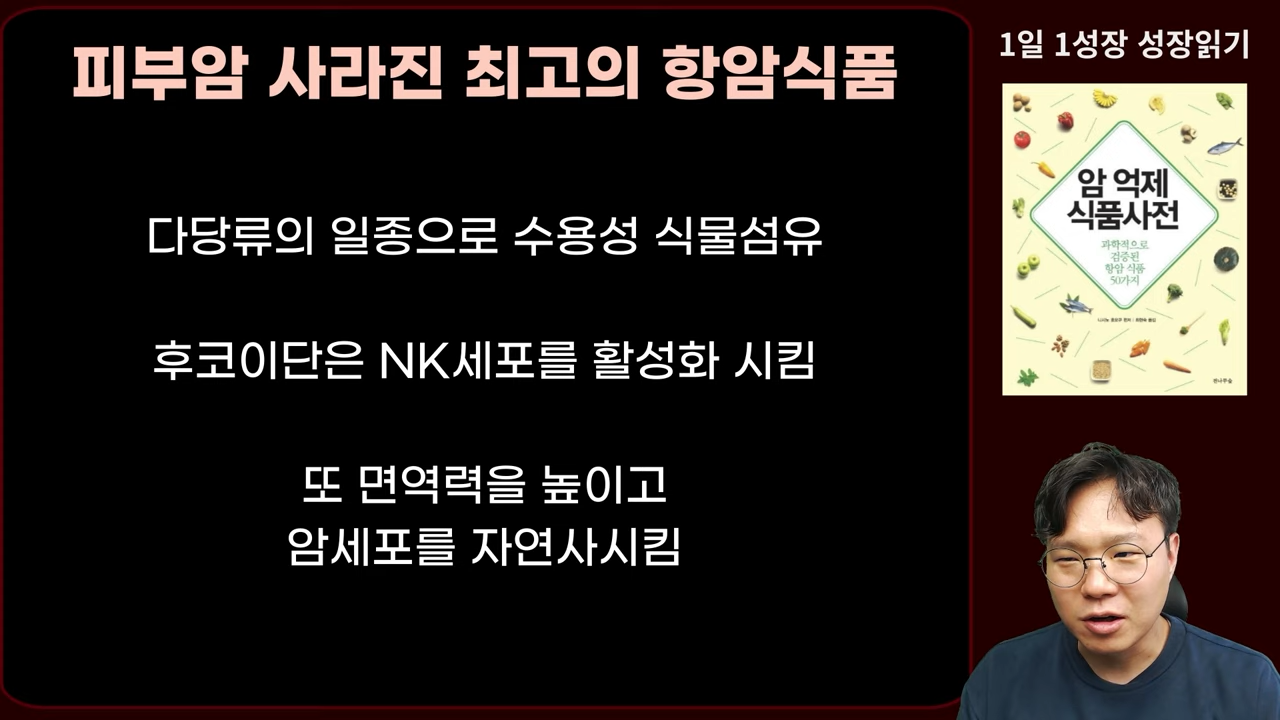 피부암 사라진 최고의 항암식품
다당류의 일종으로 수용성 식물섬유
후코이단은 NK세포를 활성화 시킴
또 면역력을 높이고
암세포를 자연사시킴
1일 1성장 성장읽기
암 억제
식품사전
과학적으로
검증된
항암 식품
50가지
전나무숲